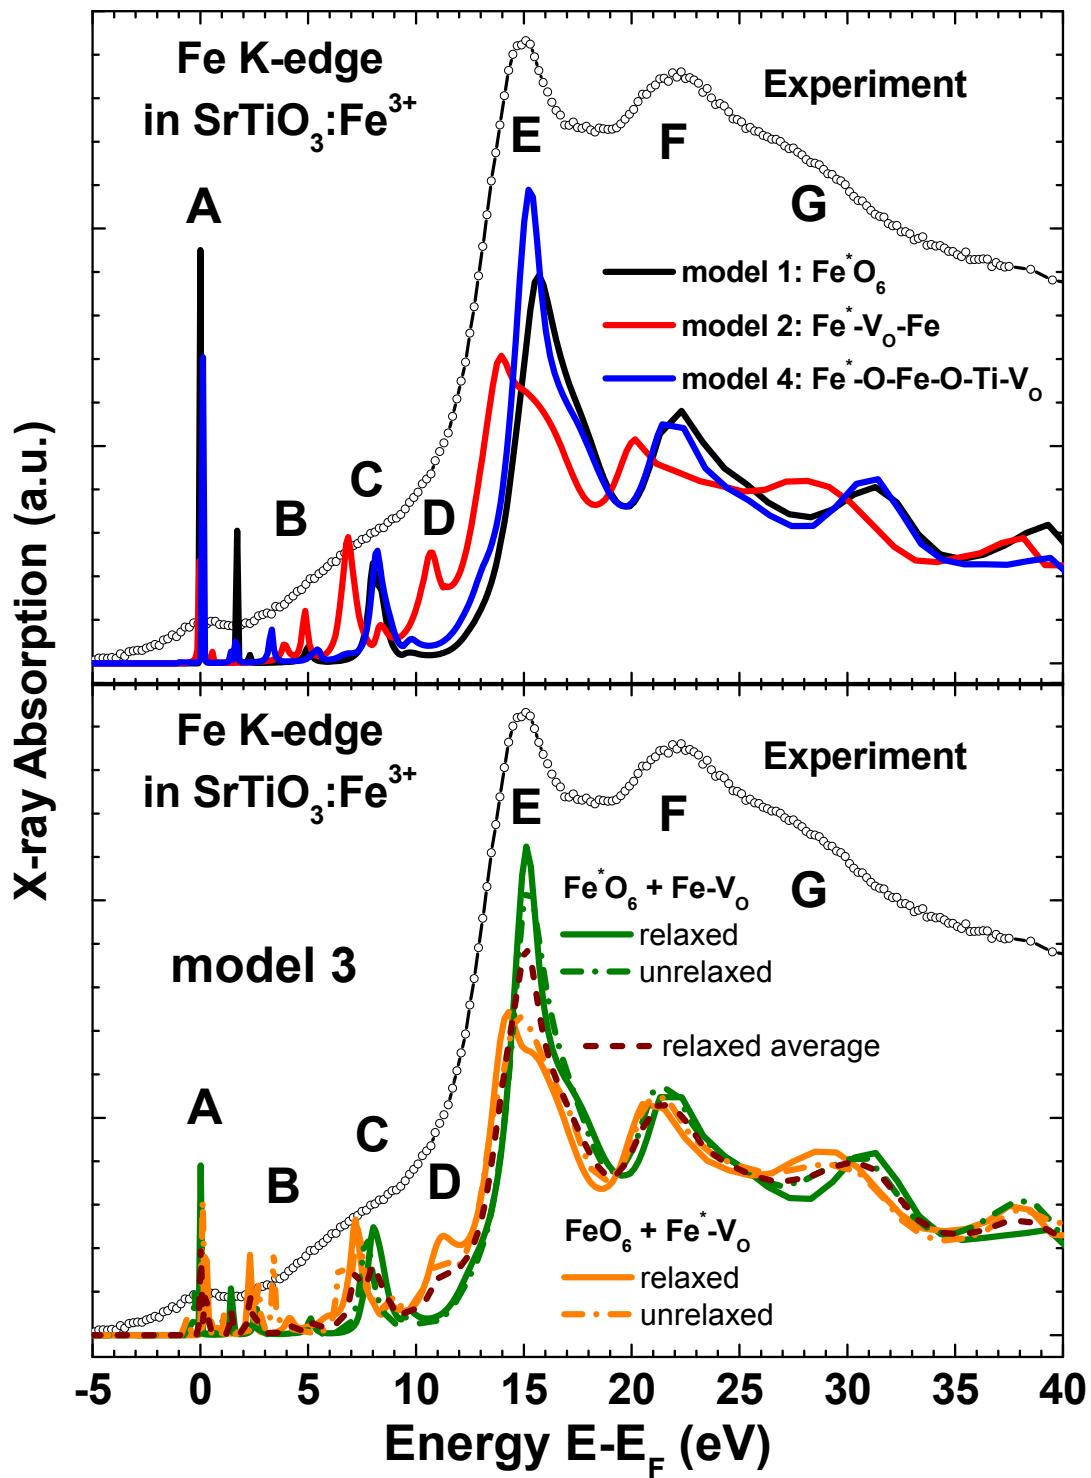 Fe K-edge
in SrTiO₃:F³⁺
Experiment
A
B
C
D
E
F
G
model 1: Fe*O₆
model 2: Fe*-Vₒ-Fe
model 4: Fe*-O-Fe-O-Ti-Vₒ
Fe K-edge
in SrTiO₃:Fe³⁺
Experiment
model 3
A
B
C
D
E
F
G
Fe*O₆ + Fe-Vₒ
relaxed
unrelaxed
relaxed average
FeO₆ + Fe*-Vₒ
relaxed
unrelaxed
-5 0 5 10 15 20 25 30 35 40
Energy E-E_F (eV)
X-ray Absorption (a.u.)